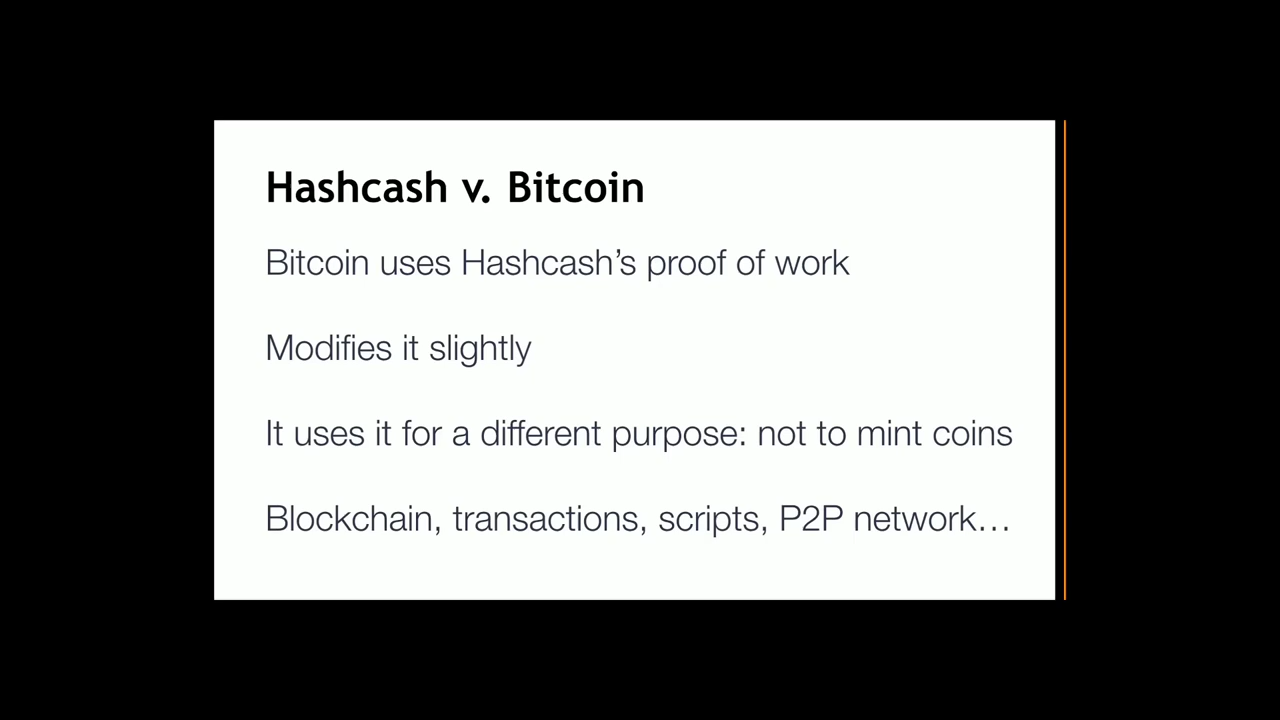 Hashcash v. Bitcoin
Bitcoin uses Hashcash’s proof of work
Modifies it slightly
It uses it for a different purpose: not to mint coins
Blockchain, transactions, scripts, P2P network…